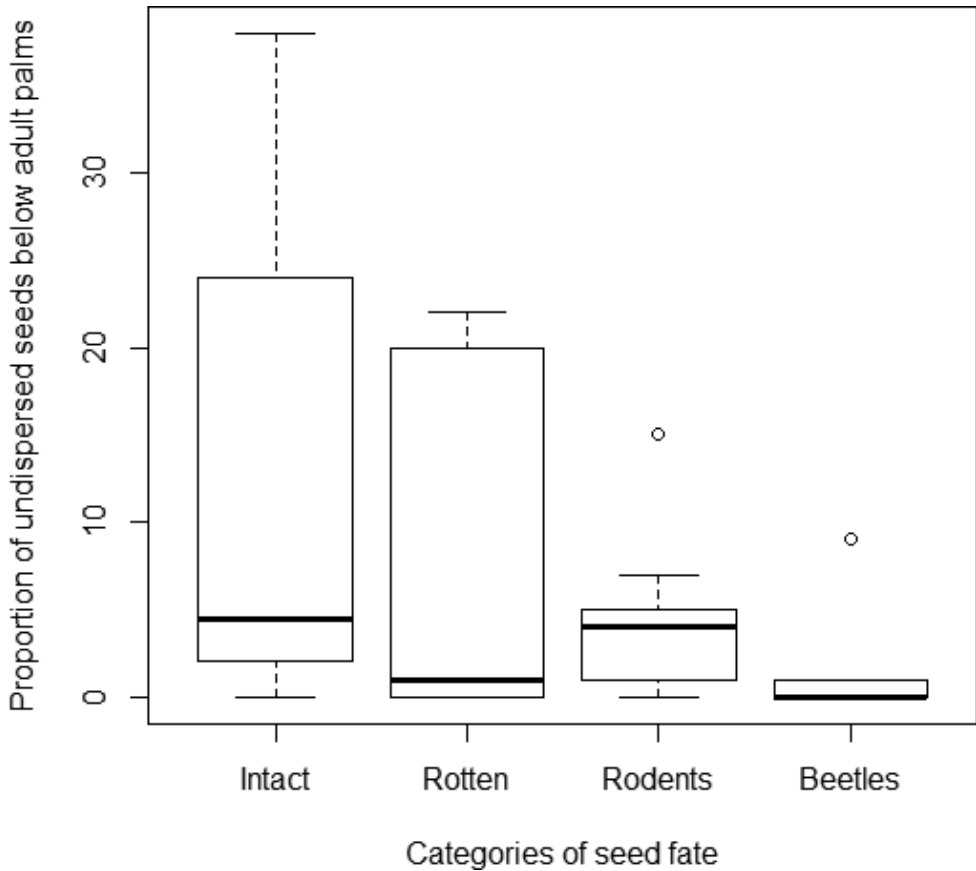 Proportion of undispersed seeds below adult palms
30
20
10
0
Intact Rotten Rodents Beetles
Categories of seed fate